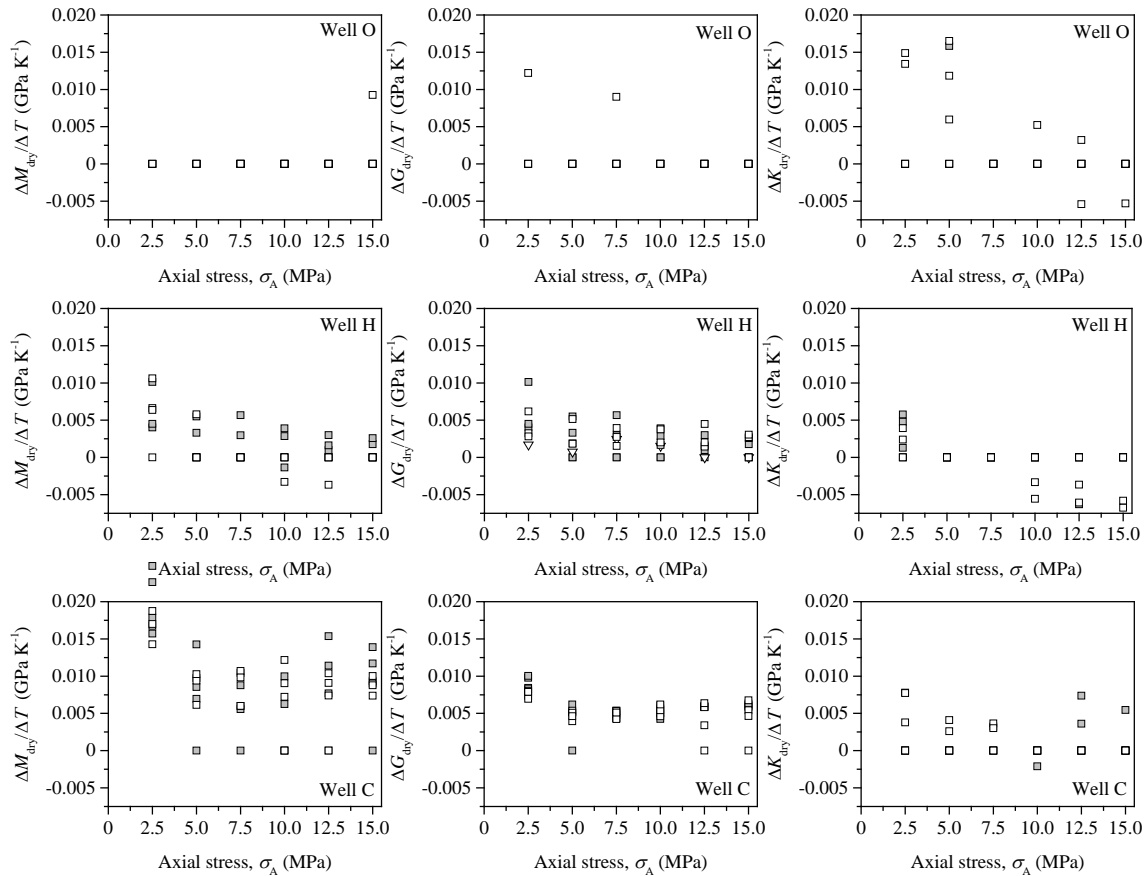 Well O
0.020
0.015
0.010
0.005
0
-0.005
ΔM_dry/ΔT (GPa K⁻¹)
0.0 2.5 5.0 7.5 10.0 12.5 15.0
Axial stress, σ_A (MPa)
Well O
0.020
0.015
0.010
0.005
0
-0.005
ΔG_dry/ΔT (GPa K⁻¹)
0 2.5 5.0 7.5 10.0 12.5 15.0
Axial stress, σ_A (MPa)
Well O
0.020
0.015
0.010
0.005
0
-0.005
ΔK_dry/ΔT (GPa K⁻¹)
0 2.5 5.0 7.5 10.0 12.5 15.0
Axial stress, σ_A (MPa)
Well H
0.020
0.015
0.010
0.005
0
-0.005
ΔM_dry/ΔT (GPa K⁻¹)
0 2.5 5.0 7.5 10.0 12.5 15.0
Axial stress, σ_A (MPa)
Well H
0.020
0.015
0.010
0.005
0
-0.005
ΔG_dry/ΔT (GPa K⁻¹)
0 2.5 5.0 7.5 10.0 12.5 15.0
Axial stress, σ_A (MPa)
Well H
0.020
0.015
0.010
0.005
0
-0.005
ΔK_dry/ΔT (GPa K⁻¹)
0 2.5 5.0 7.5 10.0 12.5 15.0
Axial stress, σ_A (MPa)
0.020
0.015
0.010
0.005
0
-0.005
ΔM_dry/ΔT (GPa K⁻¹)
Well C
0.0 2.5 5.0 7.5 10.0 12.5 15.0
Axial stress, σ_A (MPa)
0.020
0.015
0.010
0.005
0
-0.005
ΔG_dry/ΔT (GPa K⁻¹)
Well C
0 2.5 5.0 7.5 10.0 12.5 15.0
Axial stress, σ_A (MPa)
0.020
0.015
0.010
0.005
0
-0.005
ΔK_dry/ΔT (GPa K⁻¹)
Well C
0 2.5 5.0 7.5 10.0 12.5 15.0
Axial stress, σ_A (MPa)